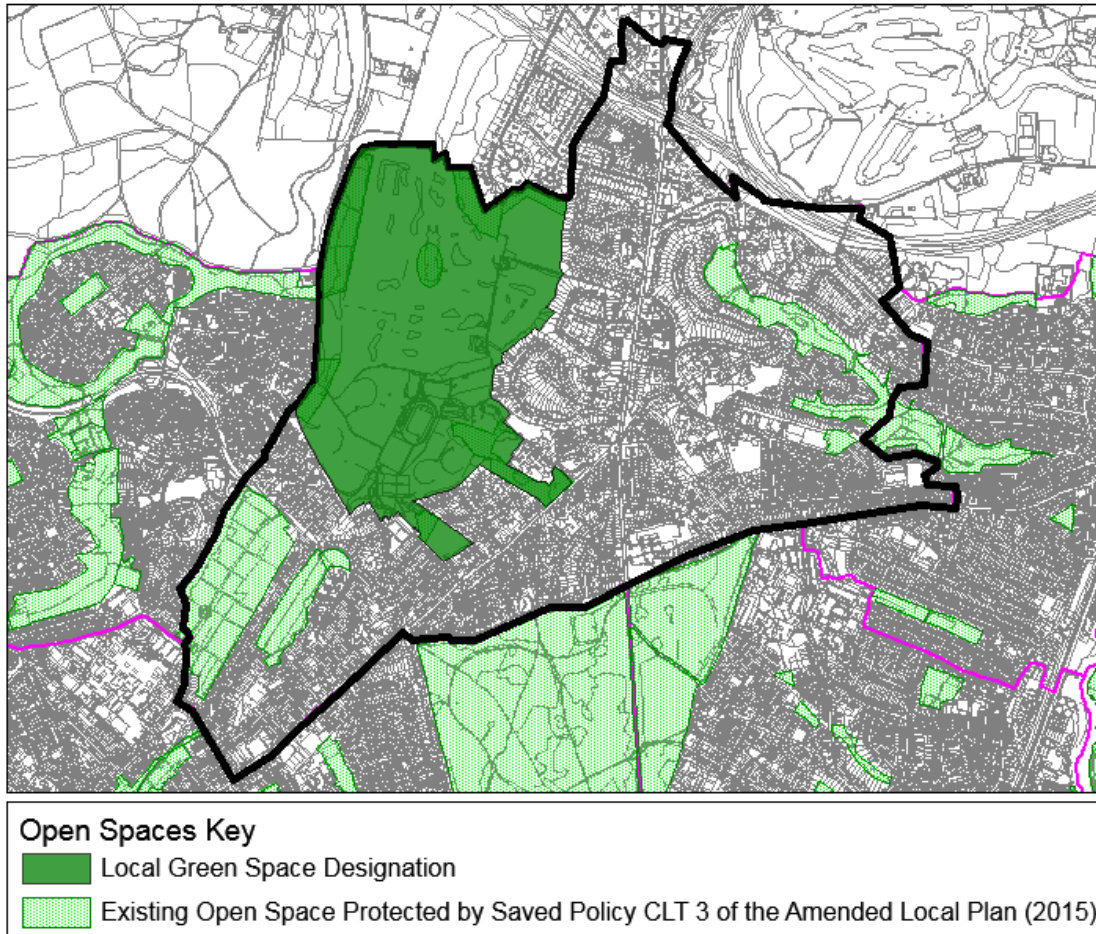 Open Spaces Key
Local Green Space Designation
Existing Open Space Protected by Saved Policy CLT 3 of the Amended Local Plan (2015)